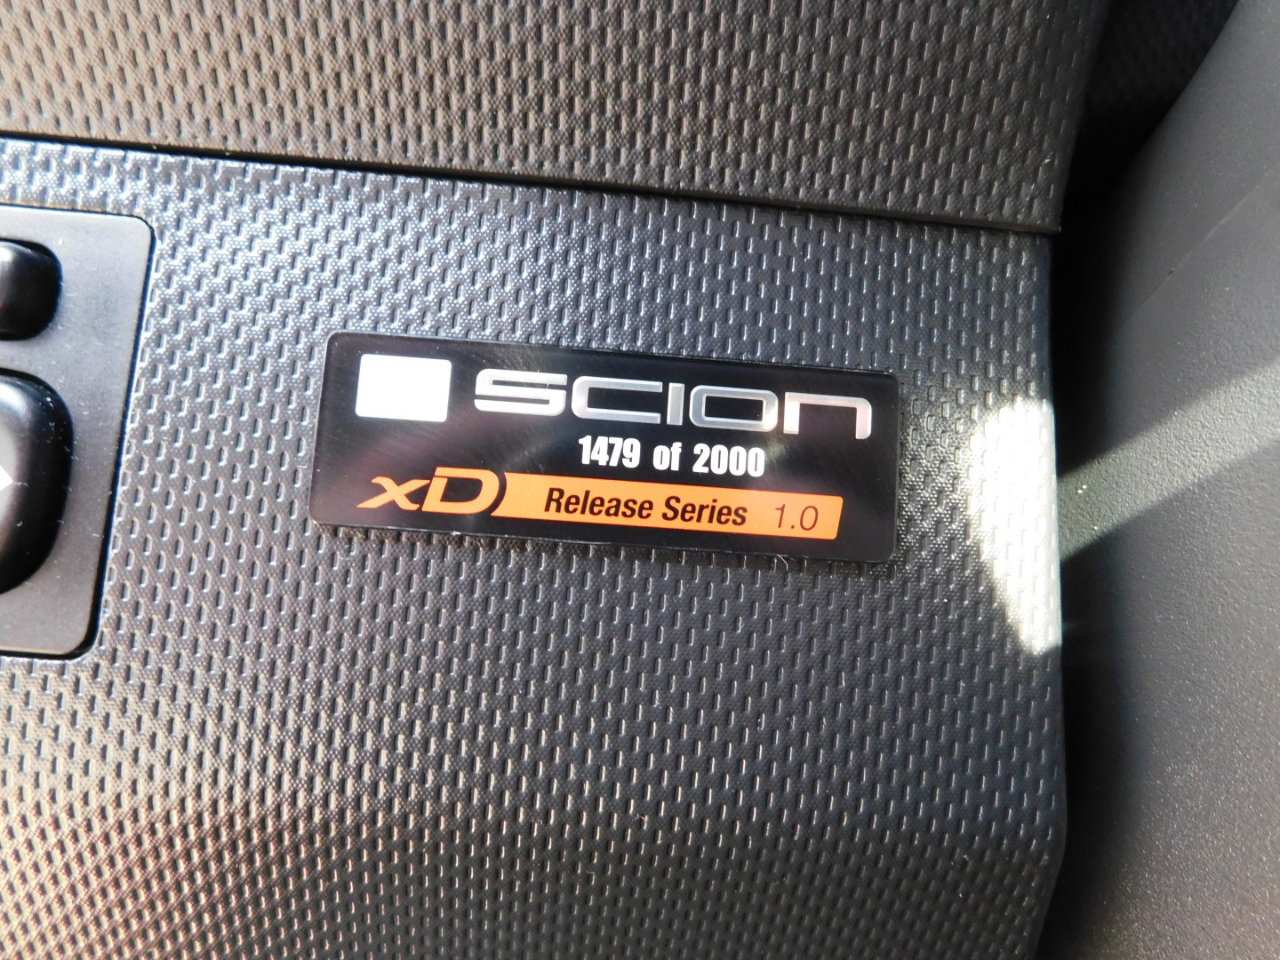 SCION
1479 of 2000
xD Release Series 1.0